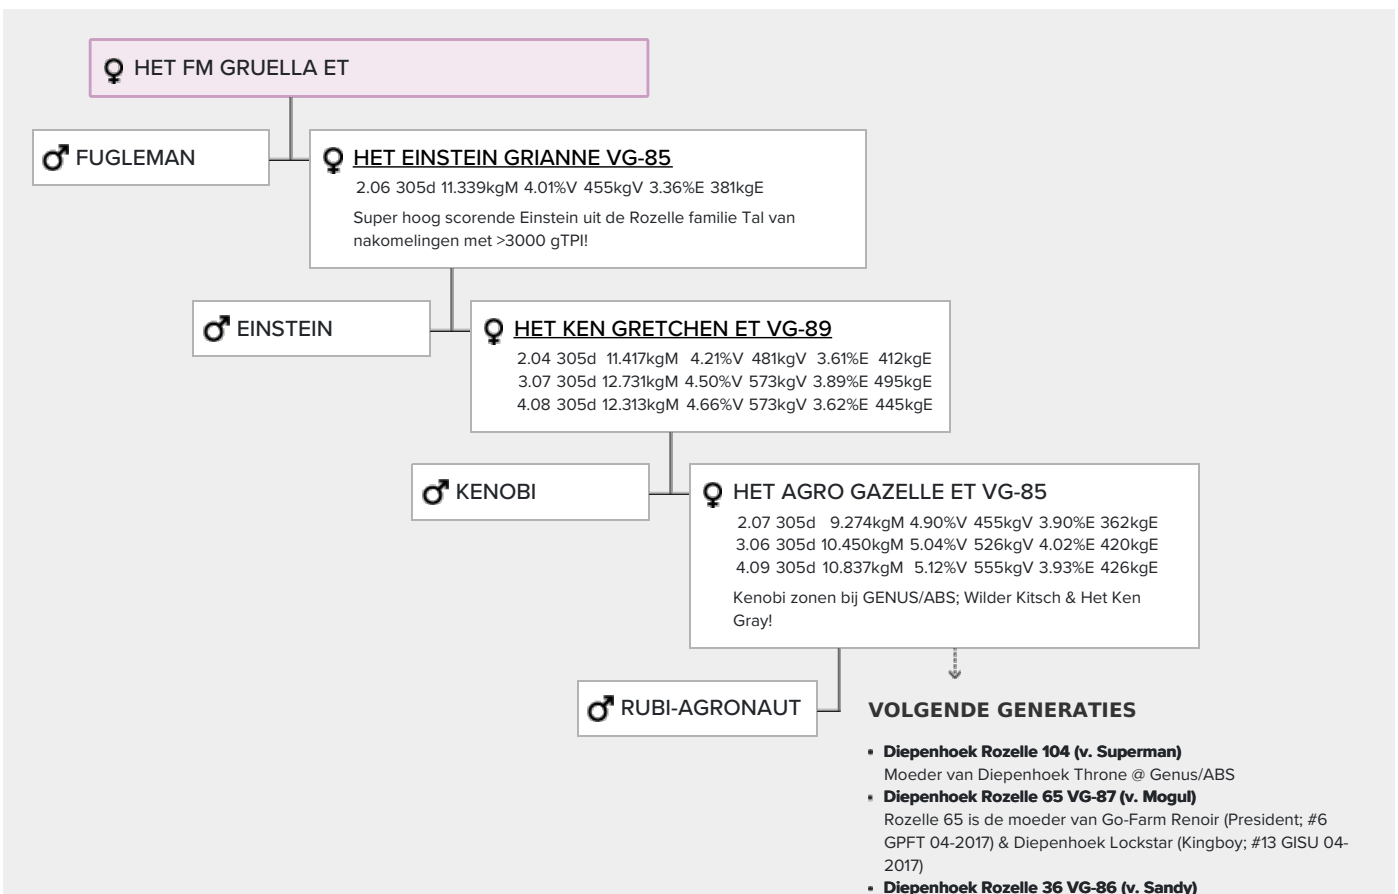 HET FM GRUELLA ET
FUGLEMAN
HET EINSTEIN GRIANNE VG-85
2.06 305d 11.339kgM 4.01%V 455kgV 3.36%E 381kgE
Super hoog scorende Einstein uit de Rozelle familie Tal van
nakomelingen met >3000 gTPI!
EINSTEIN
HET KEN GRETCHEN ET VG-89
2.04 305d 11.417kgM 4.21%V 481kgV 3.61%E 412kgE
3.07 305d 12.731kgM 4.50%V 573kgV 3.89%E 495kgE
4.08 305d 12.313kgM 4.66%V 573kgV 3.62%E 445kgE
KENOBI
HET AGRO GAZELLE ET VG-85
2.07 305d 9.274kgM 4.90%V 455kgV 3.90%E 362kgE
3.06 305d 10.450kgM 5.04%V 526kgV 4.02%E 420kgE
4.09 305d 10.837kgM 5.12%V 555kgV 3.93%E 426kgE
Kenobi zonen bij GENUS/ABS; Wilder Kitsch & Het Ken
Gray!
RUBI-AGRONAUT
VOLGENDE GENERATIES
• Diepenhoek Rozelle 104 (v. Superman)
Moeder van Diepenhoek Throne @ Genus/ABS
• Diepenhoek Rozelle 65 VG-87 (v. Mogul)
Rozelle 65 is de moeder van Go-Farm Renoir (President; #6
GPFT 04-2017) & Diepenhoek Lockstar (Kingboy; #13 GISU 04-
2017)
• Diepenhoek Rozelle 36 VG-86 (v. Sandy)